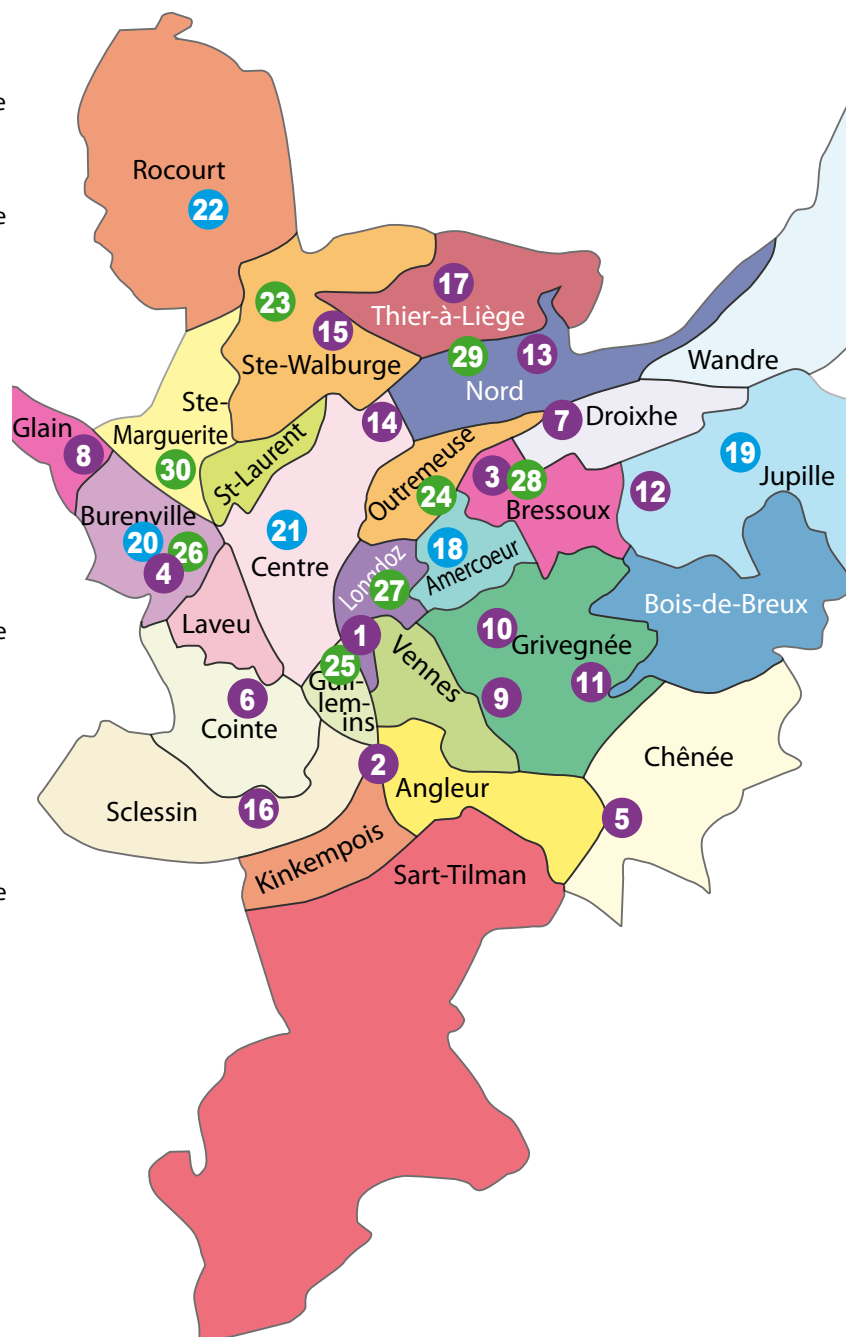 e
Rocourt
22
e
17
23
Thier-à-Liège
15
29
13
Ste-Walburge
Wandre
Nord
Ste-
Marguerite
14
7
Droixhe
Glain
8
30
St-Laurent
Outremeuse
3
28
19
Jupille
24
12
Bressoux
Burenville
20
26
4
21
Centre
18
Amercoeur
Longdoz
27
Bois-de-Breux
Laveu
e
1
10
Grivegnée
25
Vennes
11
Guil-
lem-
ins
6
9
Cointe
2
Chênée
Angleur
Sclessin
16
5
Kinkempois
Sart-Tilman
e